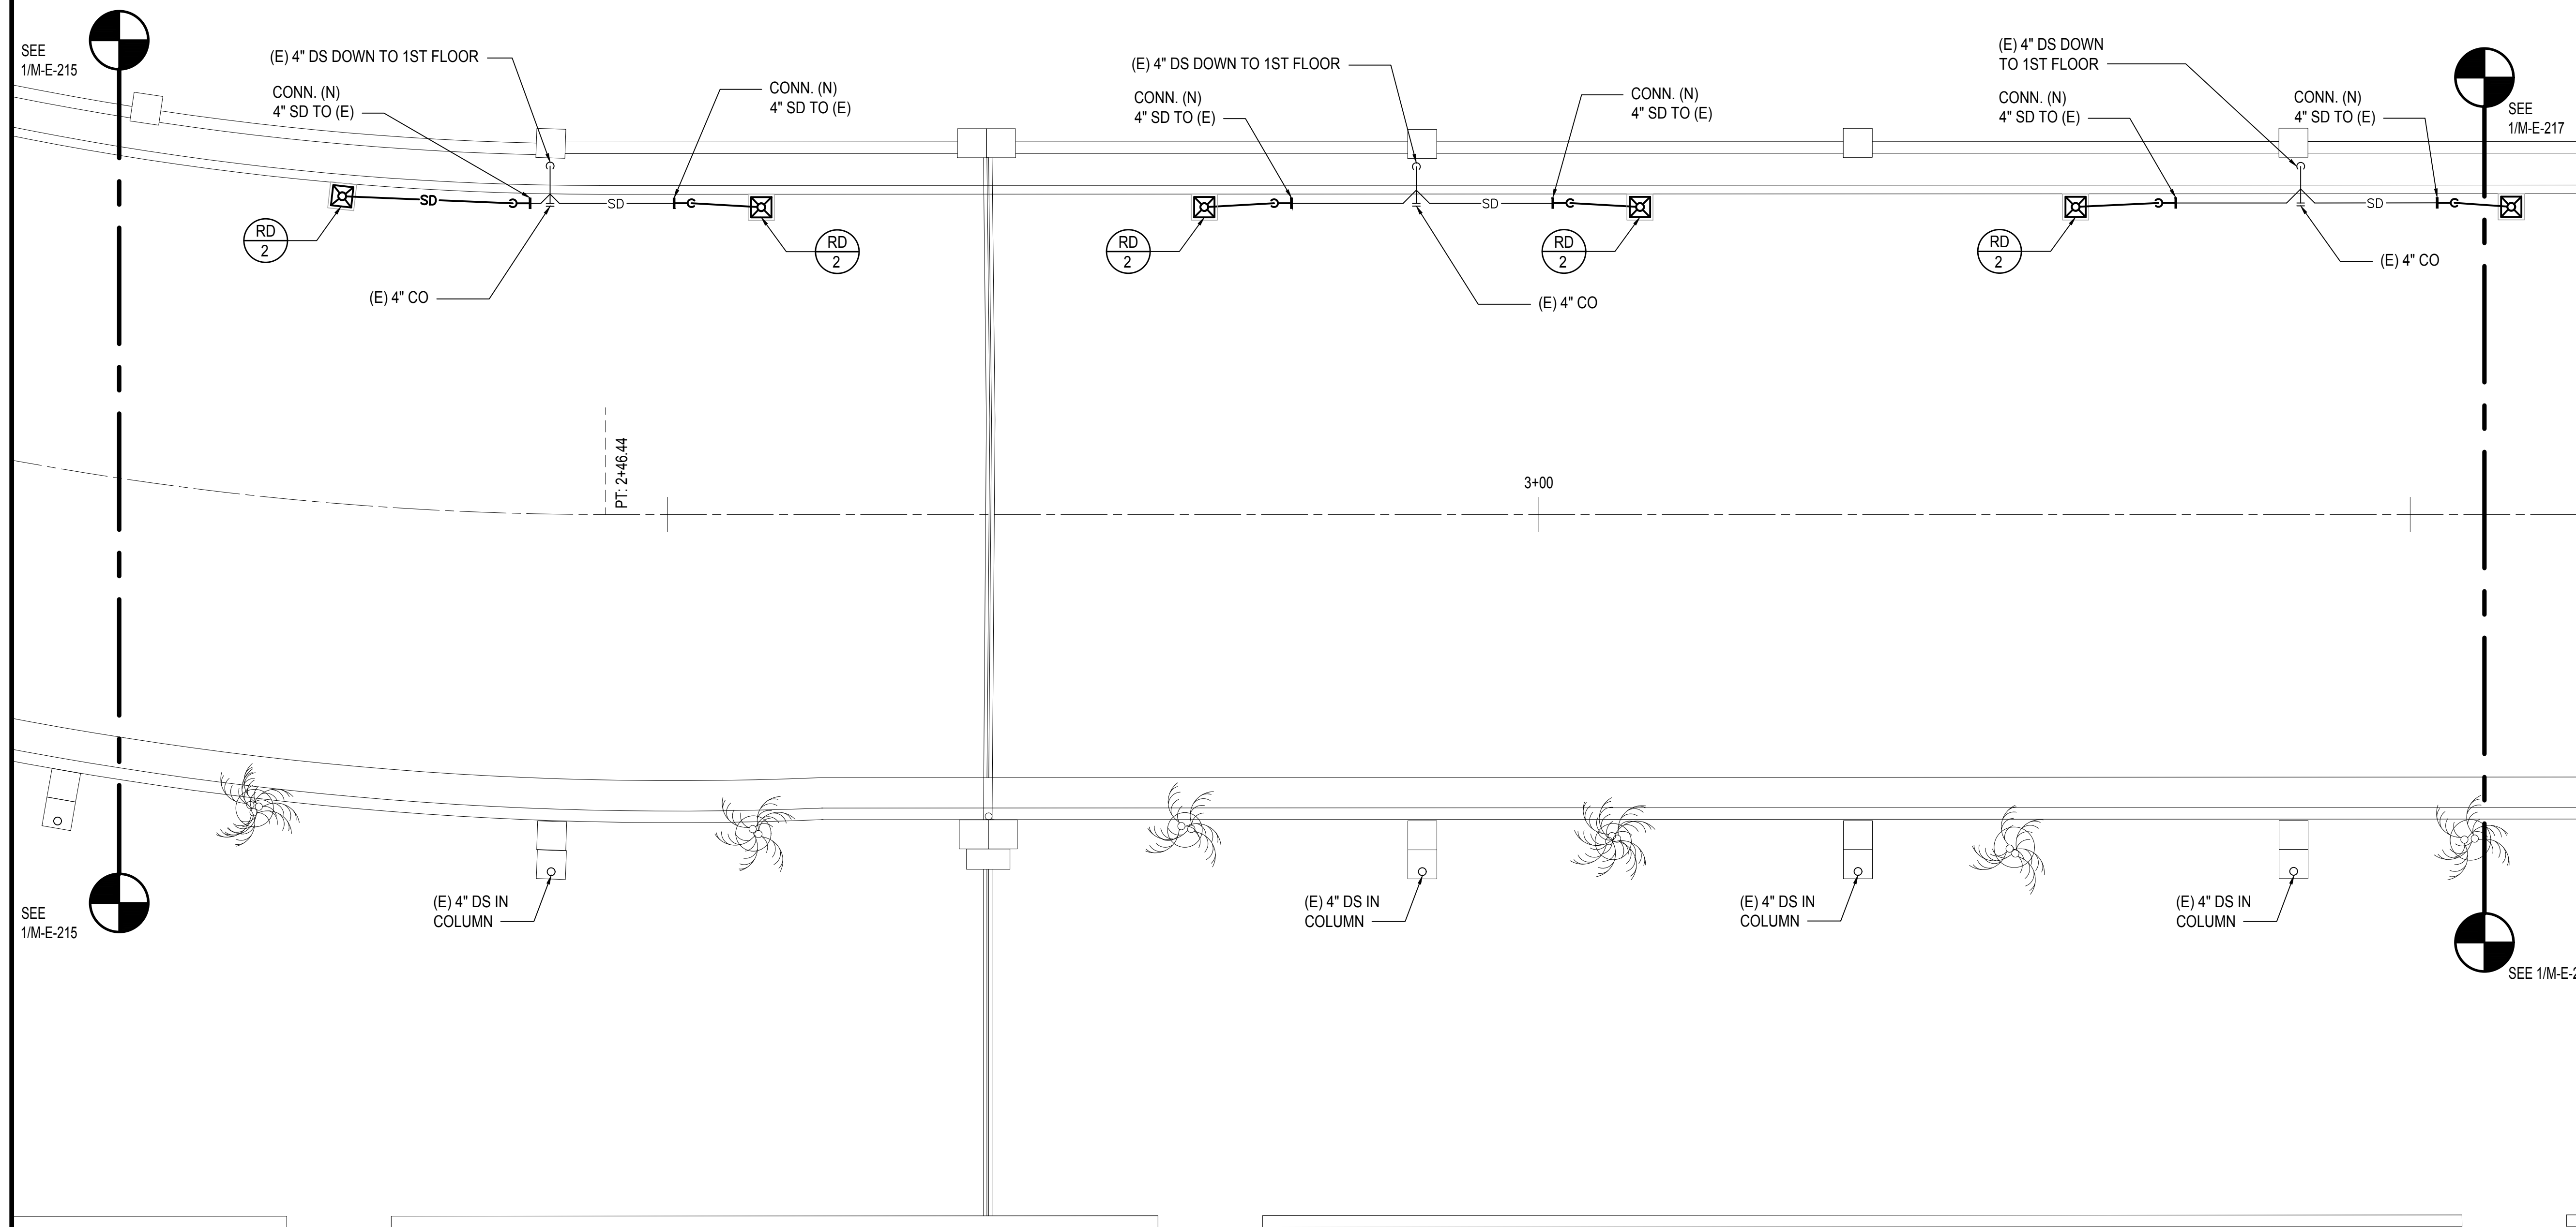 SEE
1/M-E-215
(E) 4" DS DOWN TO 1ST FLOOR
CONN. (N)
4" SD TO (E)
CONN. (N)
4" SD TO (E)
(E) 4" DS DOWN TO 1ST FLOOR
CONN. (N)
4" SD TO (E)
CONN. (N)
4" SD TO (E)
(E) 4" DS DOWN
TO 1ST FLOOR
CONN. (N)
4" SD TO (E)
CONN. (N)
4" SD TO (E)
SEE
1/M-E-217
SD
SD
SD
SD
RD
2
RD
2
RD
2
RD
2
RD
2
(E) 4" CO
(E) 4" CO
(E) 4" CO
PT: 2+46.44
3+00
SEE
1/M-E-215
(E) 4" DS IN
COLUMN
(E) 4" DS IN
COLUMN
(E) 4" DS IN
COLUMN
(E) 4" DS IN
COLUMN
SEE 1/M-E-